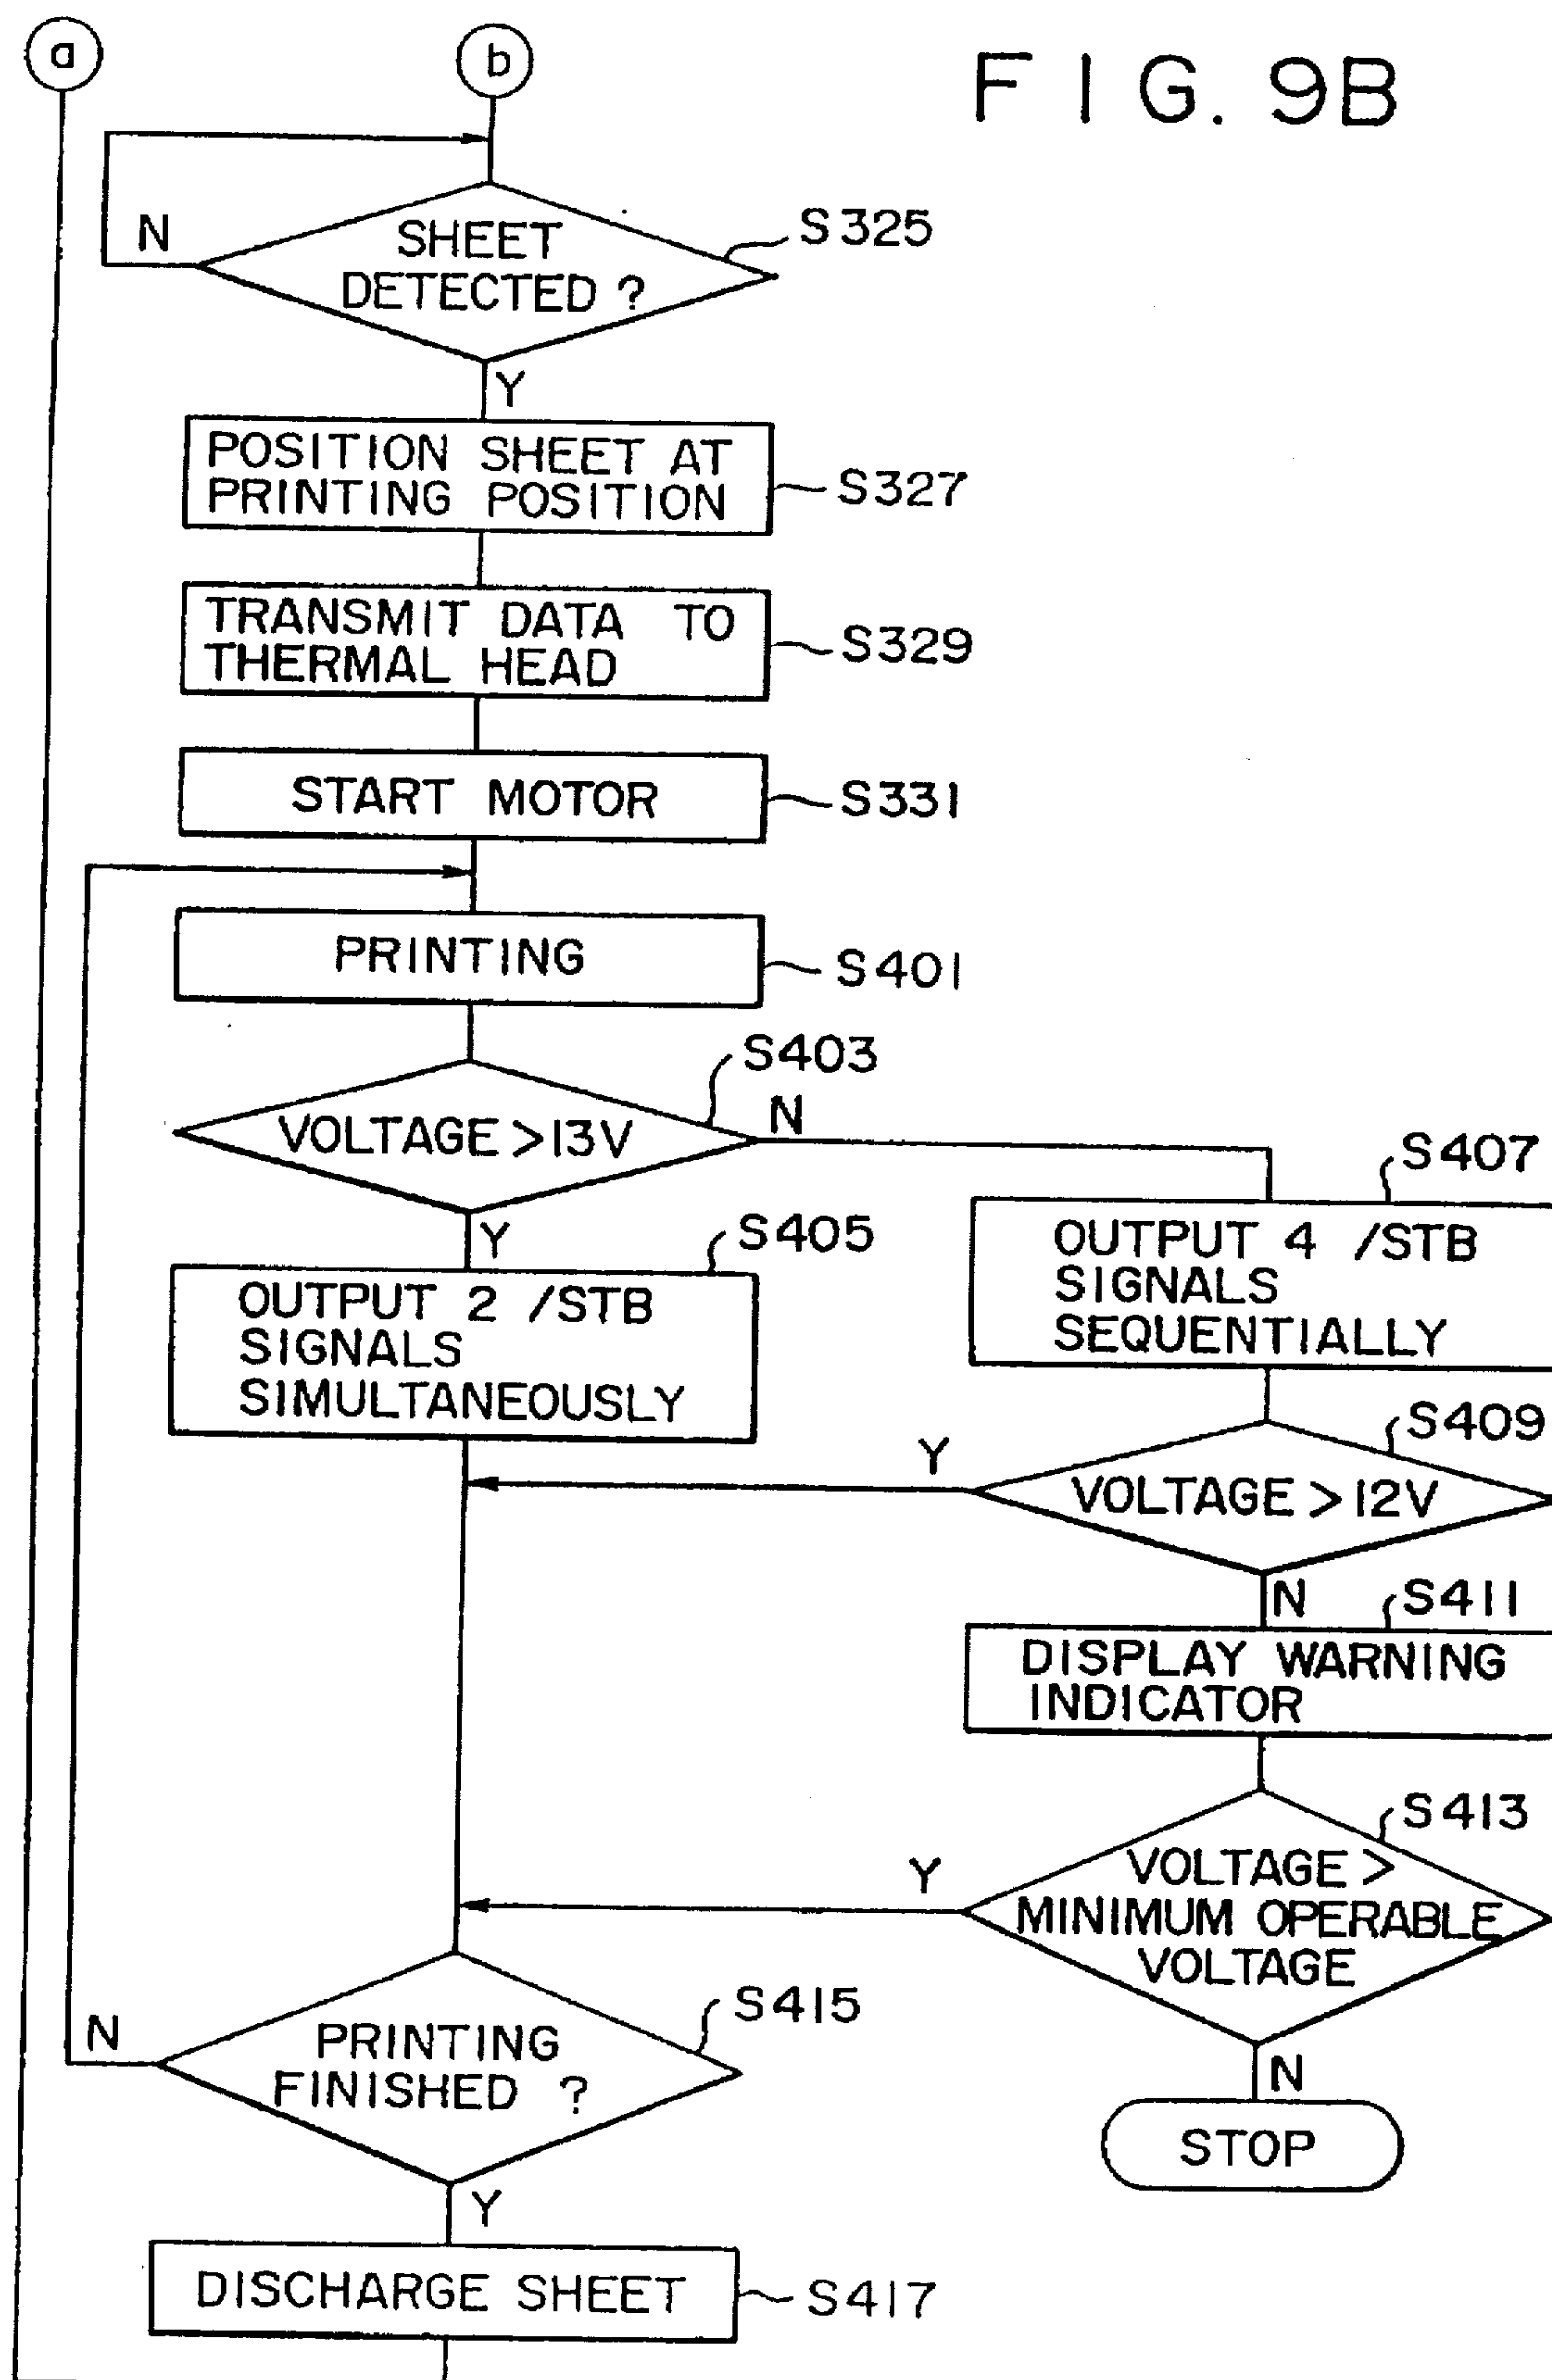 a
b
FIG. 9B
N
SHEET
DETECTED ?
S325
Y
POSITION SHEET AT
PRINTING POSITION
S327
TRANSMIT DATA TO
THERMAL HEAD
S329
START MOTOR
S331
PRINTING
S401
S403
VOLTAGE >13V
N
Y
S405
OUTPUT 2 /STB
SIGNALS
SIMULTANEOUSLY
S407
OUTPUT 4 /STB
SIGNALS
SEQUENTIALLY
S409
Y
VOLTAGE >12V
N
S411
DISPLAY WARNING
INDICATOR
S413
Y
VOLTAGE >
MINIMUM OPERABLE
VOLTAGE
N
STOP
S415
N
PRINTING
FINISHED ?
Y
DISCHARGE SHEET
S417